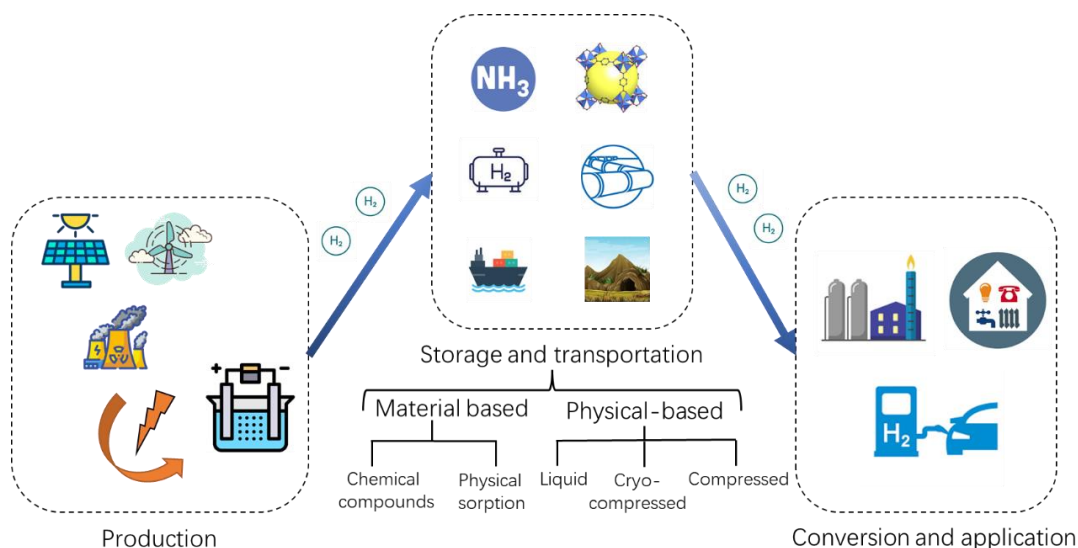 NH₃
H₂
H₂
H₂
H₂
H₂
+ −
Storage and transportation
Material based
Physical-based
Chemical
compounds
Physical
sorption
Liquid
Cryo-
compressed
Compressed
H₂
Production
Conversion and application